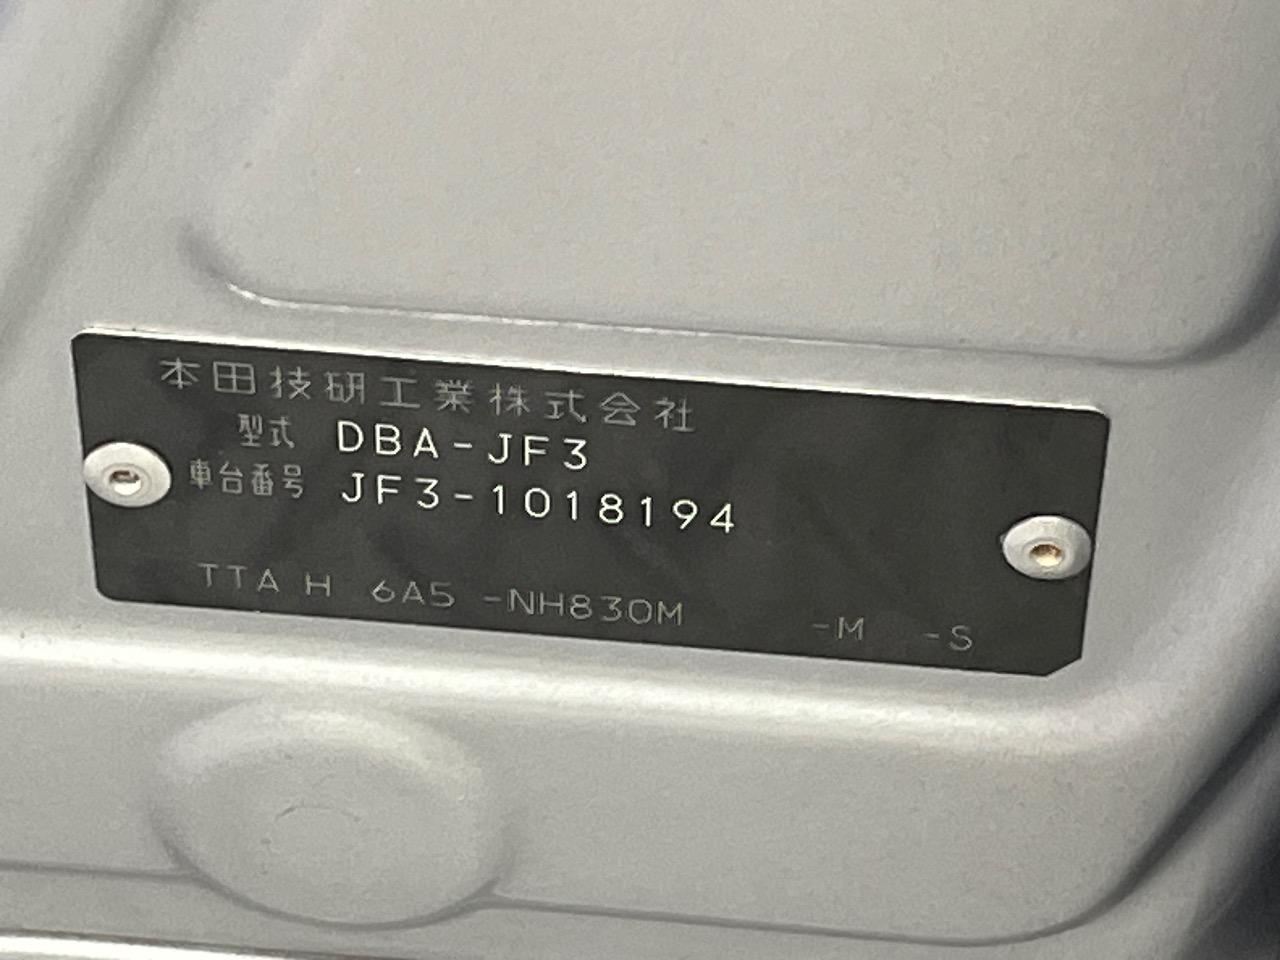 本田技研工業株式会社
型式 DBA-JF3
車台番号 JF3-1018194
TTA H 6A5 -NH830M -M -S